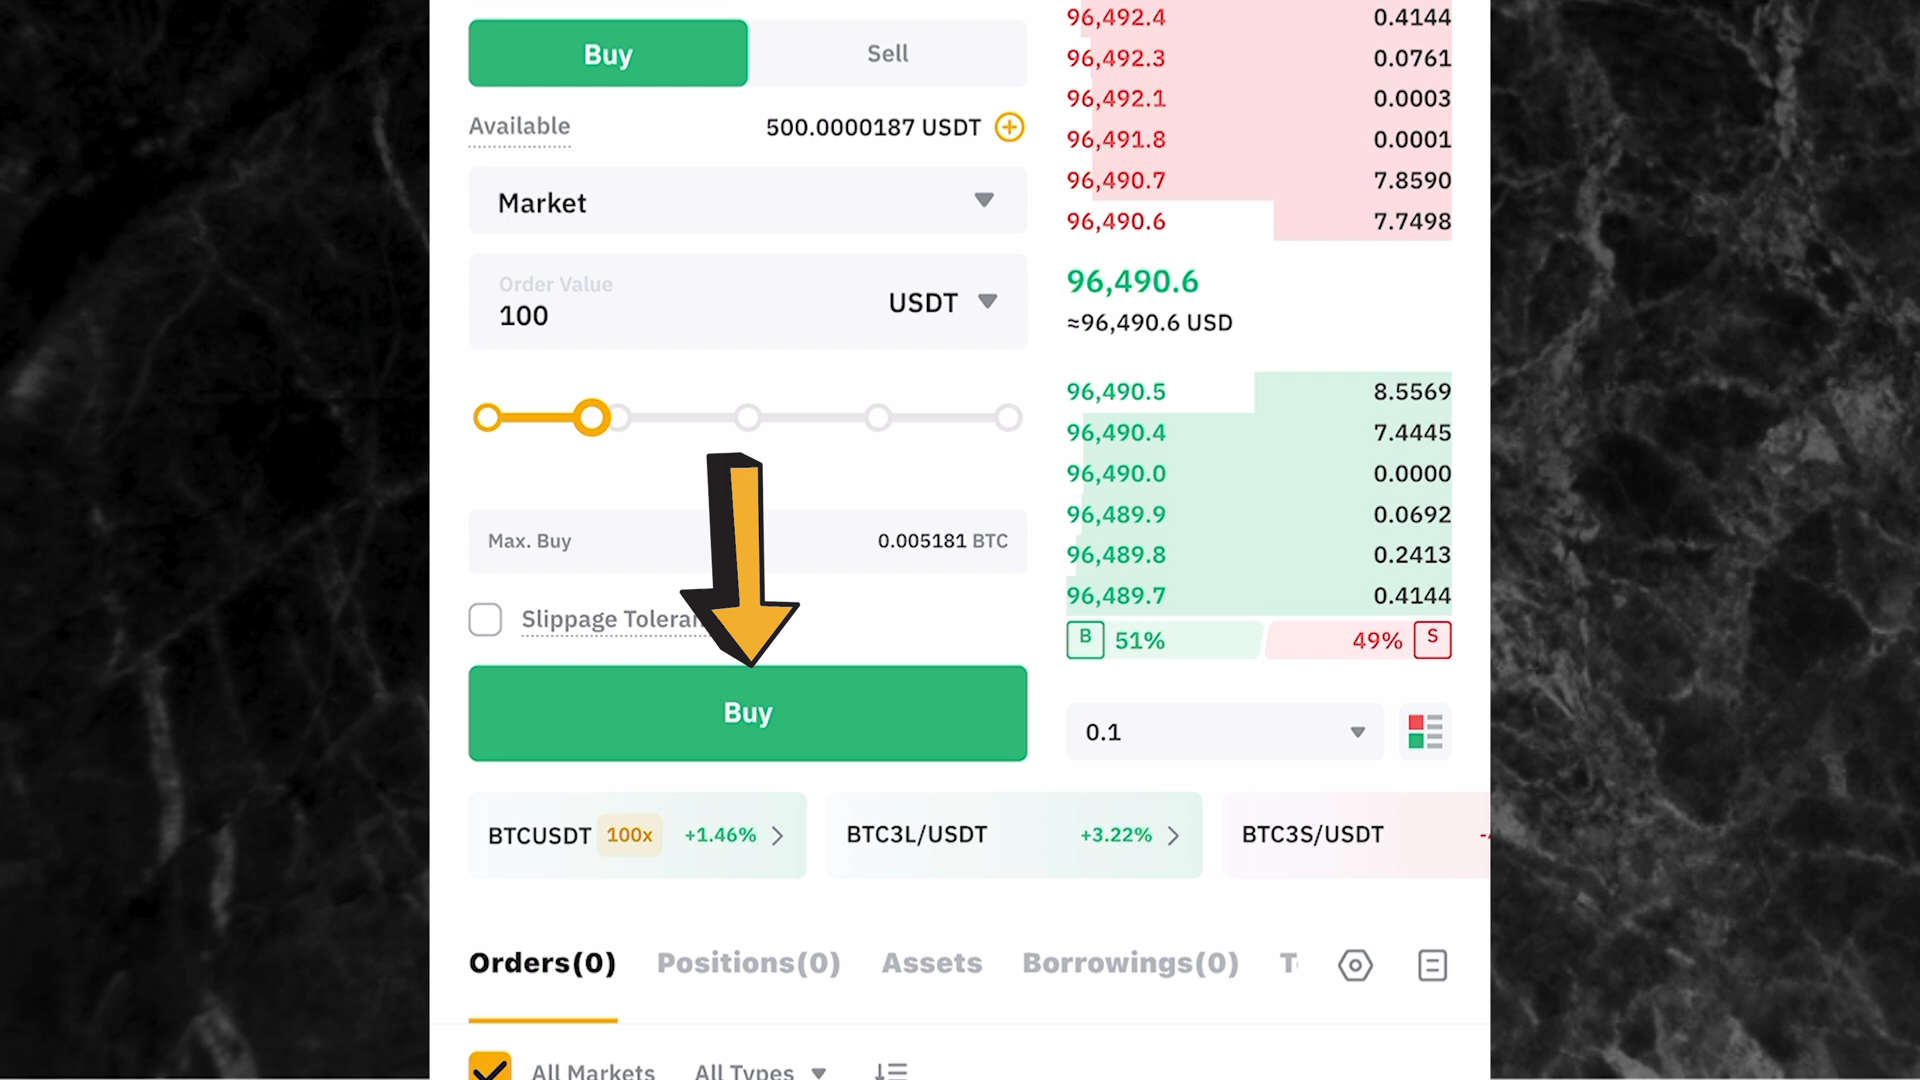 Buy
Sell
Available
500.0000187 USDT
Market
Order Value
100
USDT
Max. Buy
0.005181 BTC
Slippage
Buy
96,492.4 0.4144
96,492.3 0.0761
96,492.1 0.0003
96,491.8 0.0001
96,490.7 7.8590
96,490.6 7.7498
96,490.6
≈96,490.6 USD
96,490.5 8.5569
96,490.4 7.4445
96,490.0 0.0000
96,489.9 0.0692
96,489.8 0.2413
96,489.7 0.4144
B 51% 49% S
0.1
BTCUSDT 100x +1.46%
BTC3L/USDT +3.22%
BTC3S/USDT
Orders(0) Positions(0) Assets Borrowings(0)
All Markets All Types